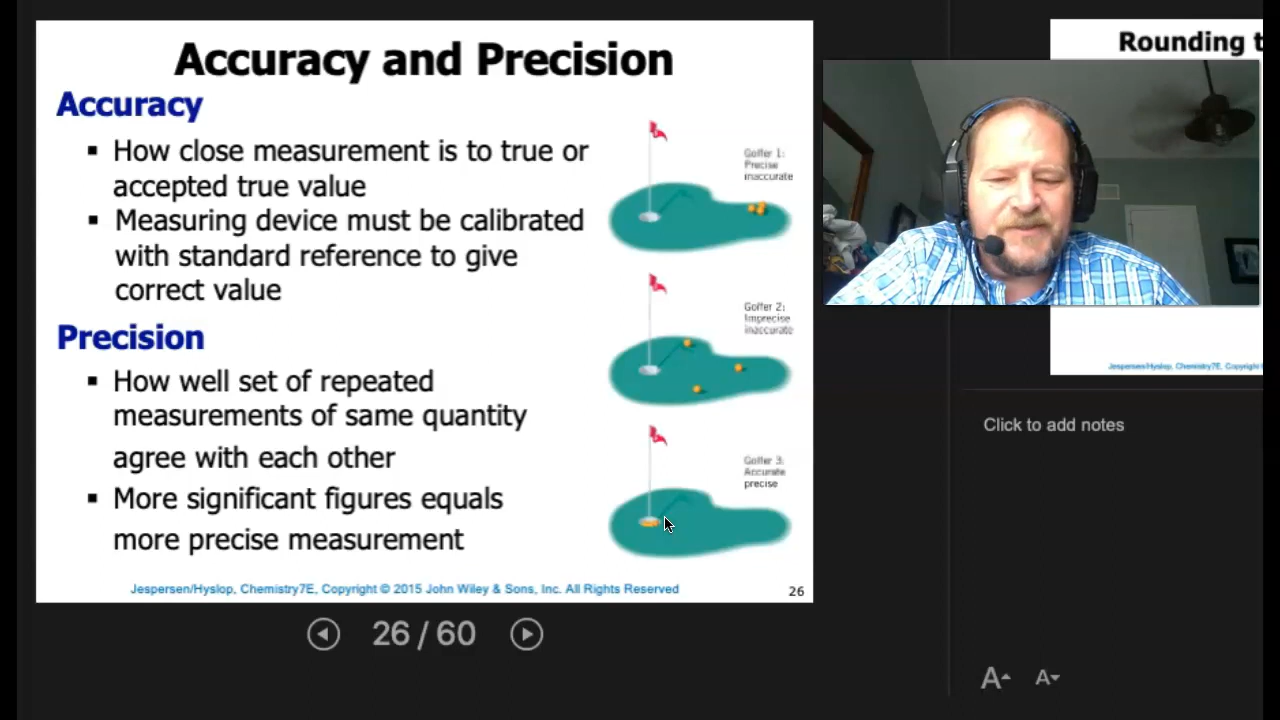 Accuracy and Precision
Accuracy
▪ How close measurement is to true or
accepted true value
▪ Measuring device must be calibrated
with standard reference to give
correct value
Precision
▪ How well set of repeated
measurements of same quantity
agree with each other
▪ More significant figures equals
more precise measurement
Golfer 1:
Precise
inaccurate
Golfer 2:
Imprecise
inaccurate
Golfer 3:
Accurate
precise
Jespersen/Hyslop, Chemistry7E, Copyright © 2015 John Wiley & Sons, Inc. All Rights Reserved
26
26 / 60
Rounding t
Jespersen/Hyslop, Chemistry7E, Copyright
Click to add notes
A A